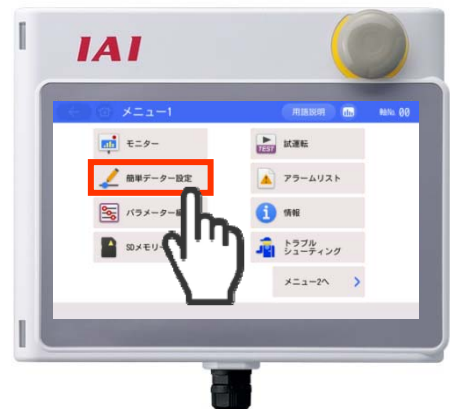 IAI
メニュー1
用語説明
軸No. 00
モニター
試運転
TEST
簡単データー設定
アラームリスト
パラメーター
情報
SDメモリ
トラブル
シューティング
メニュー2へ